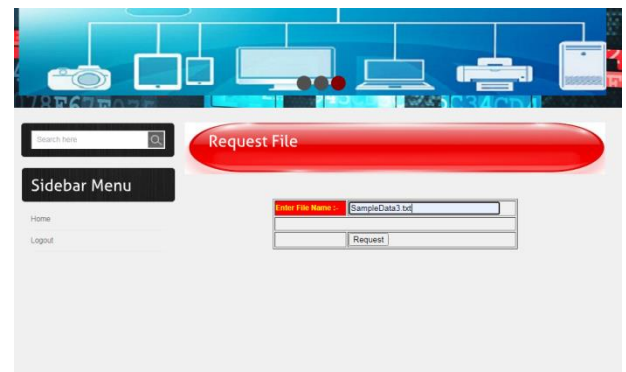 Search here
Request File
Sidebar Menu
Home
Logout
Enter File Name :-
SampleData3.txt
Request